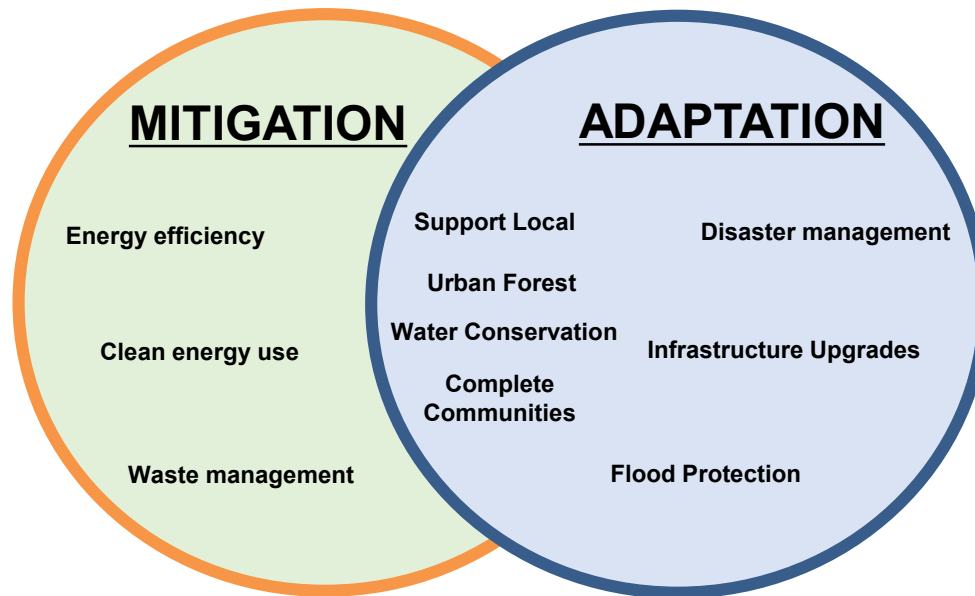 MITIGATION
ADAPTATION
Energy efficiency
Clean energy use
Waste management
Support Local
Urban Forest
Water Conservation
Complete
Communities
Disaster management
Infrastructure Upgrades
Flood Protection